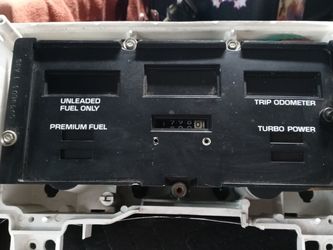 UNLEADED
FUEL ONLY
TRIP ODOMETER
PREMIUM FUEL
TURBO POWER